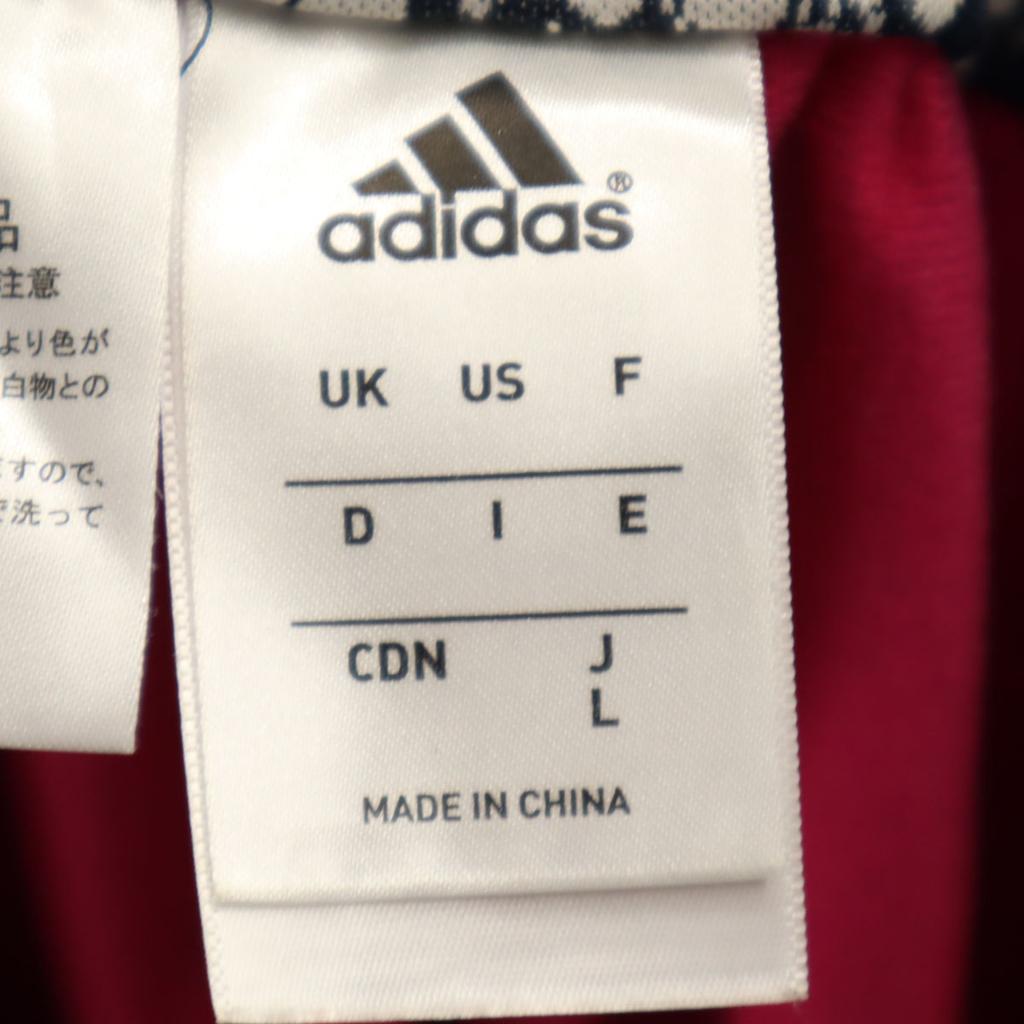 品
注意
より色が
白物との
すので、
で洗って
adidas®
UK US F
D I E
CDN J
L
MADE IN CHINA